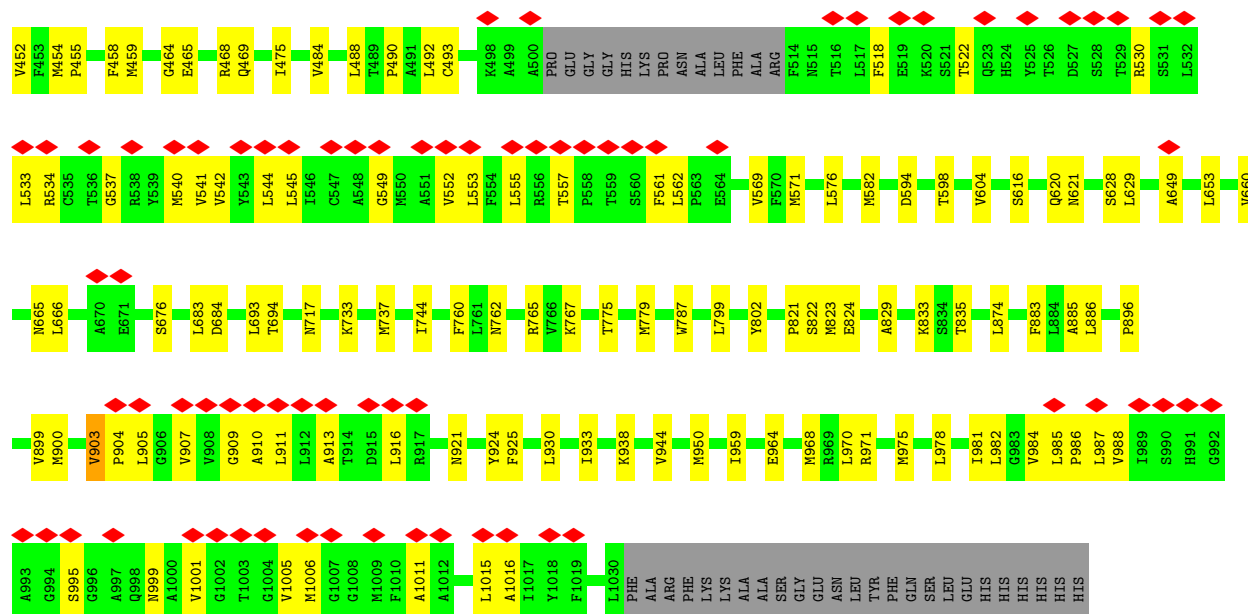 V452 F453 M454 P455 F458 M459 G464 E465 R468 Q469 I475 V484 L488 T489 P490 A491 L492 C493 K498 A499 A500 PRO GLU GLY GLY HIS LYS PRO ASN ALA LEU PHE ALA ARG F514 N515 T516 L517 F518 E519 K520 S521 T522 Q523 H524 Y525 T526 D527 S528 T529 R530 S531 L532
L533 R534 C535 T536 G537 R538 Y539 M540 V541 V542 Y543 L544 L545 I546 C547 A548 G549 M550 A551 V552 L553 F554 L555 R556 T557 P558 T559 S560 F561 L562 P563 E564 V569 F570 M571 L576 M582 D594 T598 V604 S616 Q620 N621 S628 L629 A649 L653 V660
N665 L666 A670 E671 S676 L683 D684 L693 T694 N717 K733 M737 I744 F760 L761 N762 R765 V766 K767 T775 M779 W787 L799 Y802 P821 S822 M823 E824 A829 K833 S834 T835 L874 F883 L884 A885 L886 P896
V899 M900 V903 P904 L905 G906 V907 V908 G909 A910 L911 L912 A913 T914 D915 L916 R917 N921 Y924 F925 L930 I933 K938 V944 M950 I959 E964 M968 R969 L970 R971 M975 L978 I981 L982 G983 V984 L985 P986 L987 V988 I989 S990 H991 G992
A993 G994 S995 G996 A997 Q998 N999 A1000 V1001 G1002 T1003 G1004 V1005 M1006 G1007 G1008 M1009 F1010 A1011 A1012 L1015 A1016 I1017 Y1018 F1019 L1030 PHE ALA ARG PHE LYS LYS ALA ALA SER GLY GLU ASN LEU TYR PHE GLN SER LEU GLU HIS HIS HIS HIS HIS HIS